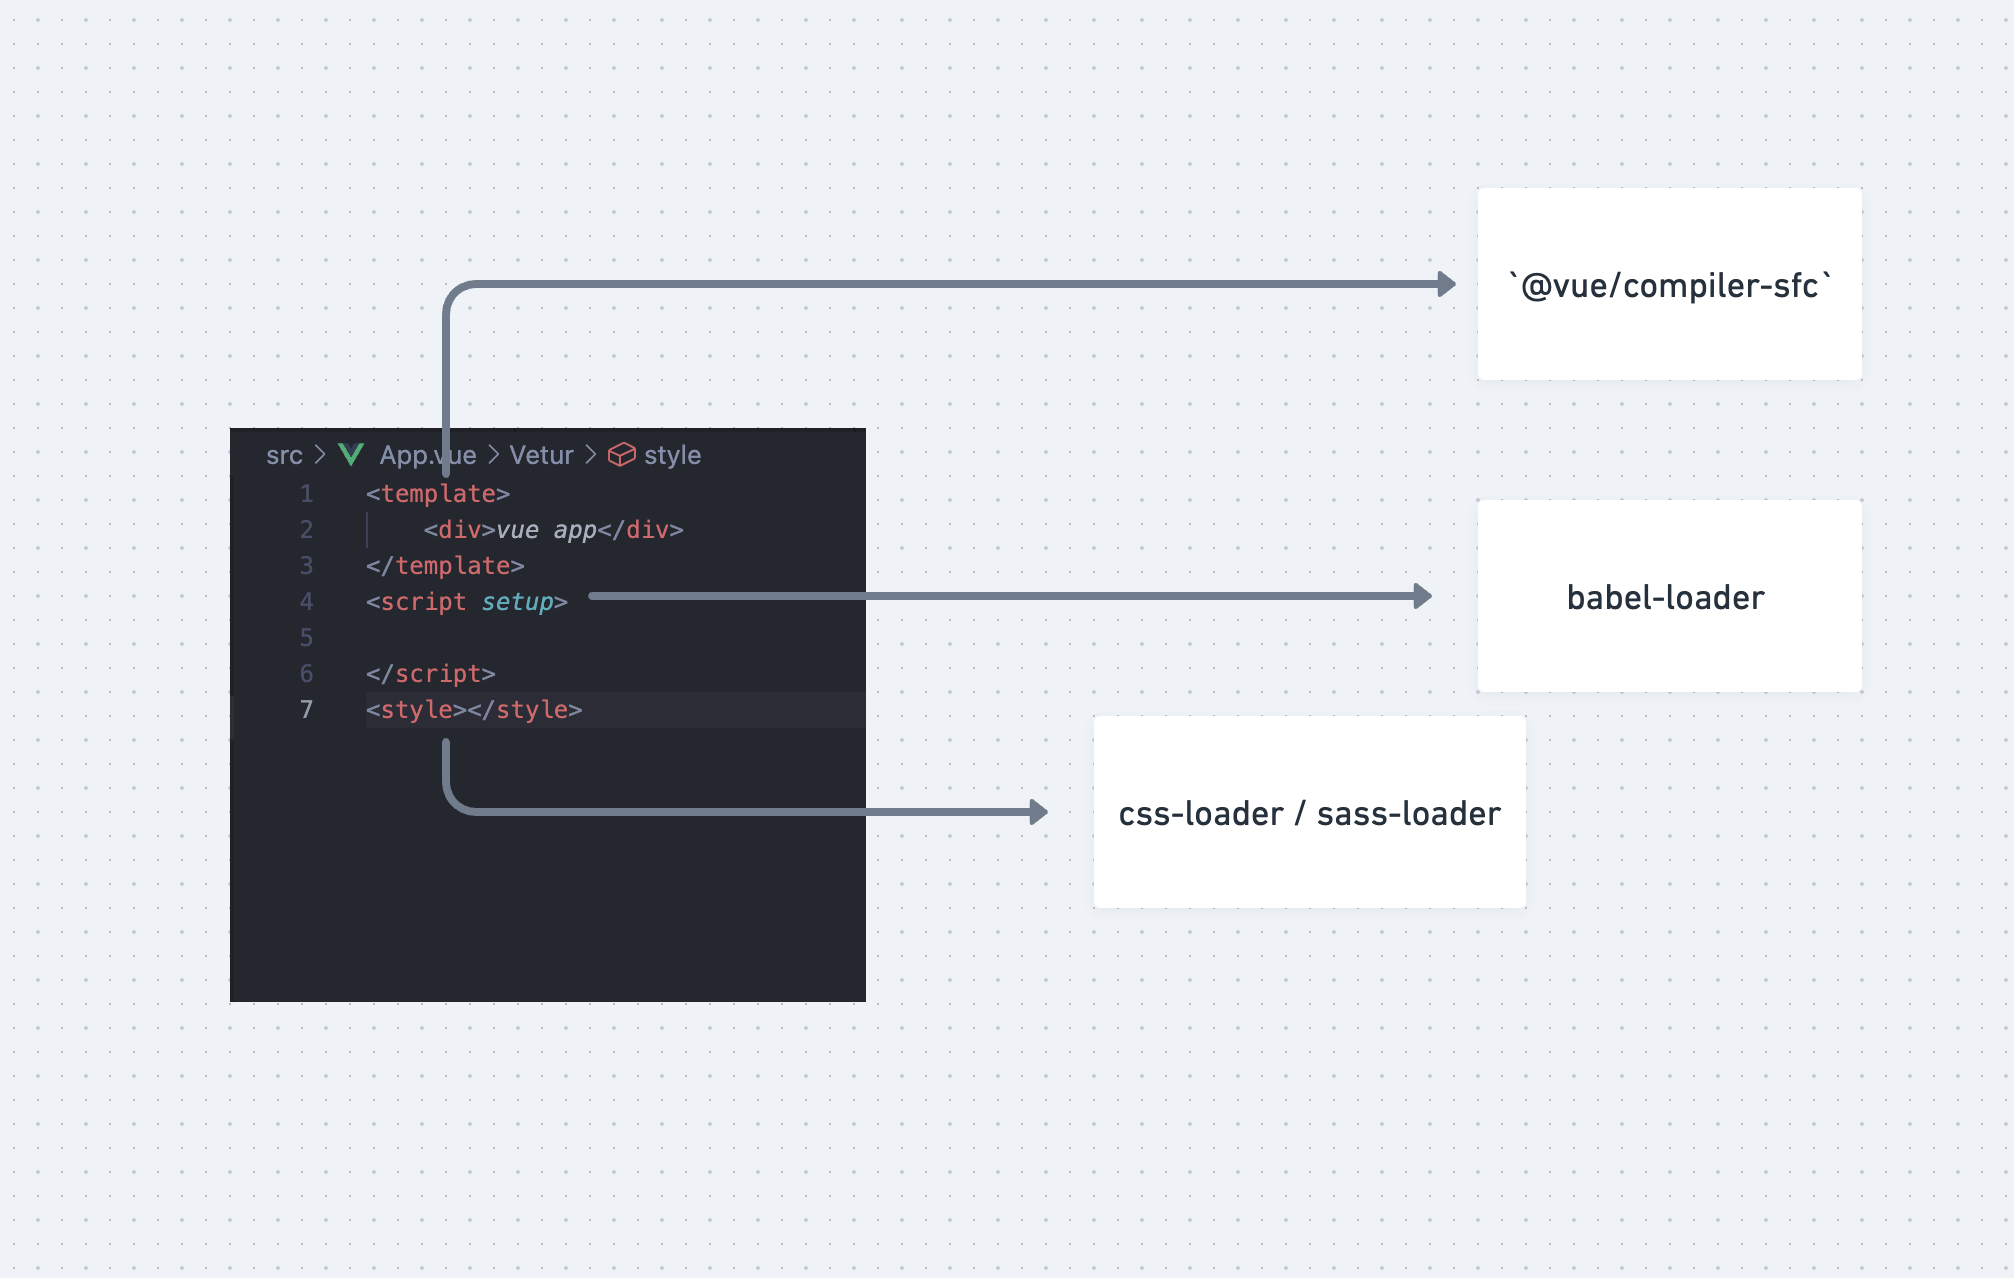 `@vue/compiler-sfc`
src > App.vue > Vetur > style
1 <template>
2 <div>vue app</div>
3 </template>
4 <script setup>
5
6 </script>
7 <style></style>
babel-loader
css-loader / sass-loader